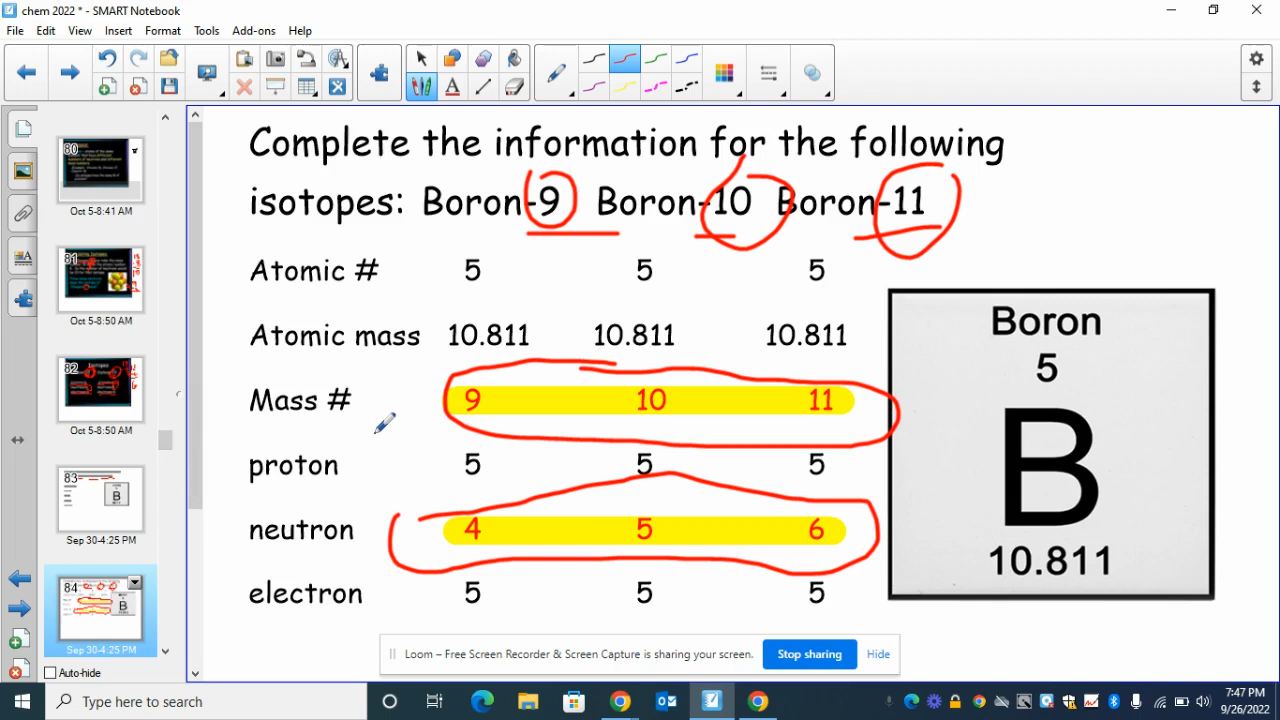 chem 2022 * - SMART Notebook
File Edit View Insert Format Tools Add-ons Help
80
Oct 5-8:41 AM
81
Oct 5-8:50 AM
82
Oct 5-8:50 AM
83
Sep 30-4:25 PM
84
Sep 30-4:25 PM
Auto-hide
Complete the information for the following
isotopes: Boron-9 Boron-10 Boron-11
Atomic # 5 5 5
Atomic mass 10.811 10.811 10.811
Mass # 9 10 11
proton 5 5 5
neutron 4 5 6
electron 5 5 5
Boron
5
B
10.811
Loom – Free Screen Recorder & Screen Capture is sharing your screen. Stop sharing Hide
Type here to search
7:47 PM
9/26/2022